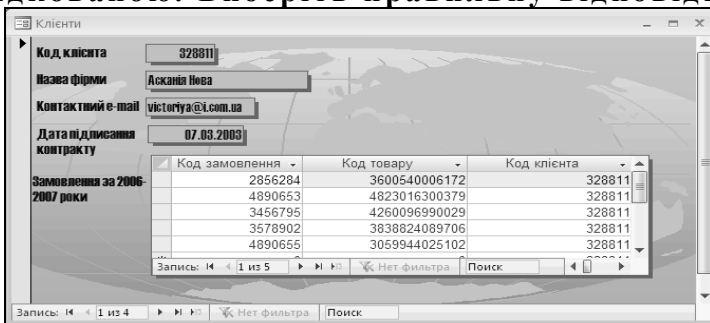 Клієнти
Код клієнта 328811
Назва фірми Асканія Нова
Контактний e-mail victoriya@i.com.ua
Дата підписання 07.03.2003
контракту
Замовлення за 2006-
2007 роки
Код замовлення Код товару Код клієнта
2856284 3600540006172 328811
4890653 4823016300379 328811
3456795 4260096990029 328811
3578902 3838824089706 328811
4890655 3059944025102 328811
Запись: 1 из 5 Нет фильтра Поиск
Запись: 1 из 4 Нет фильтра Поиск